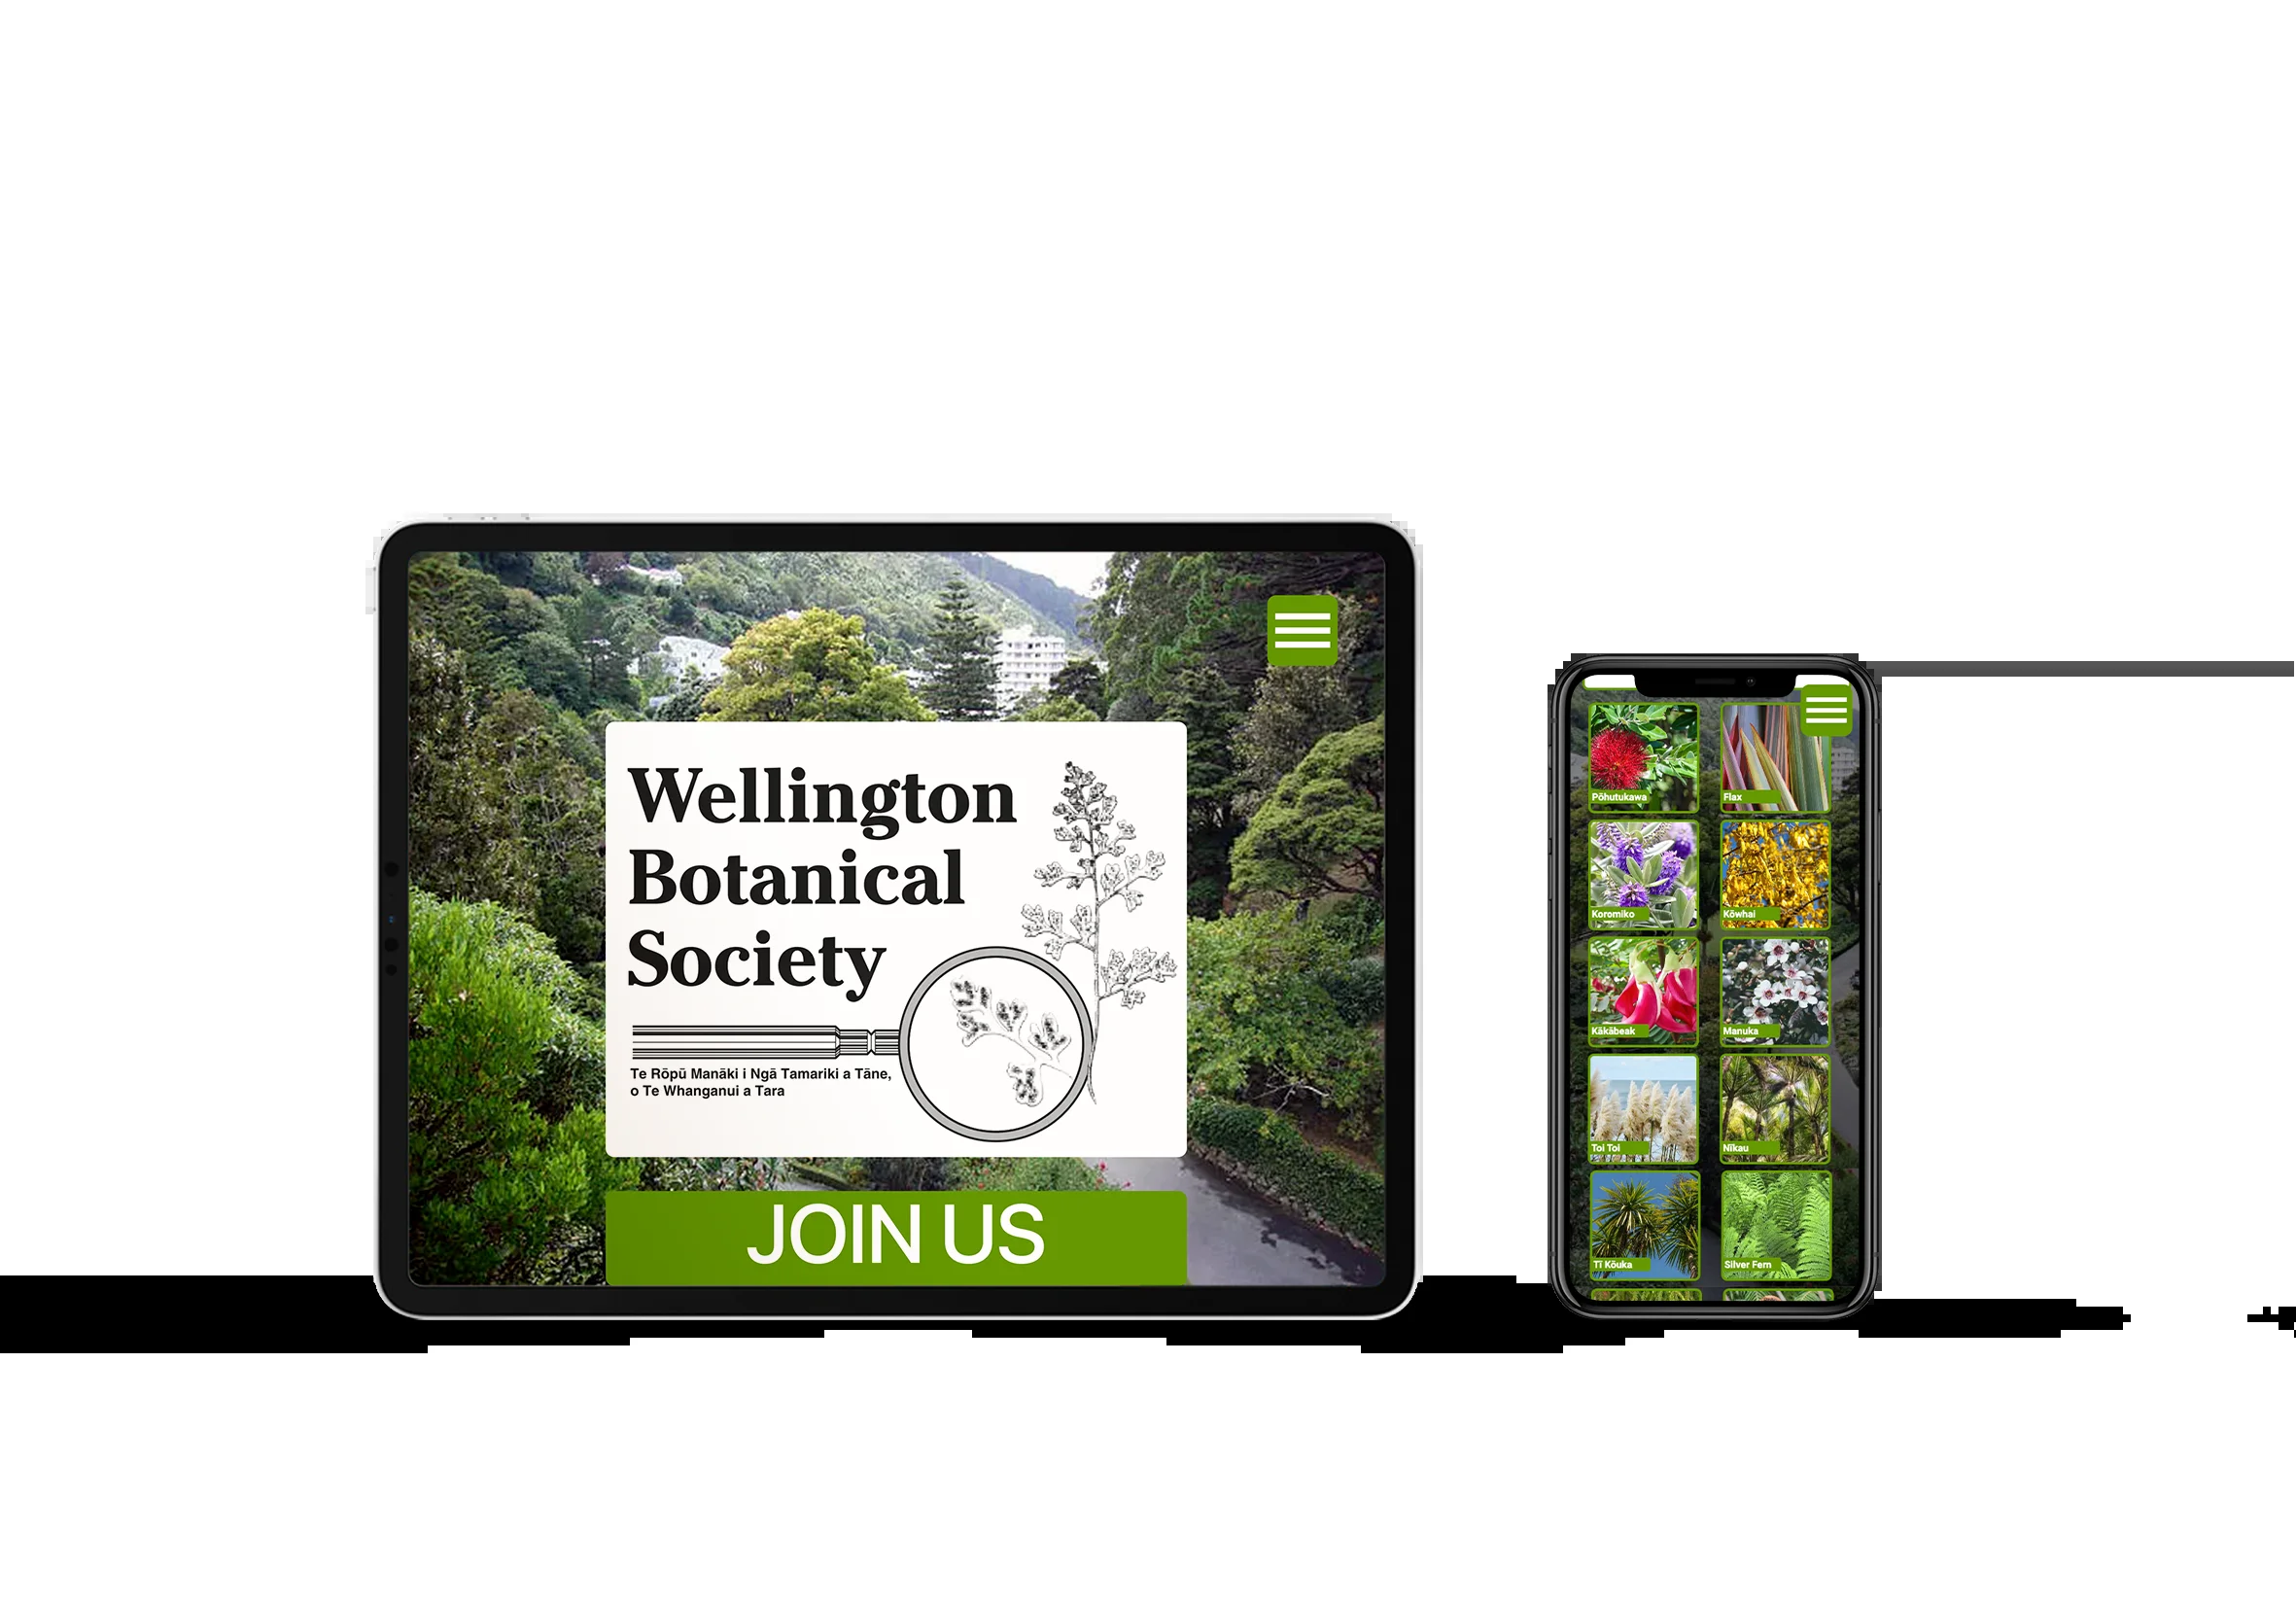 Wellington
Botanical
Society
Te Rōpū Manāki i Ngā Tamariki a Tāne,
o Te Whanganui a Tara
JOIN US
Pōhutukawa
Flax
Koromiko
Kōwhai
Kākābeak
Manuka
Toi Toi
Nīkau
Tī Kōuka
Silver Fern